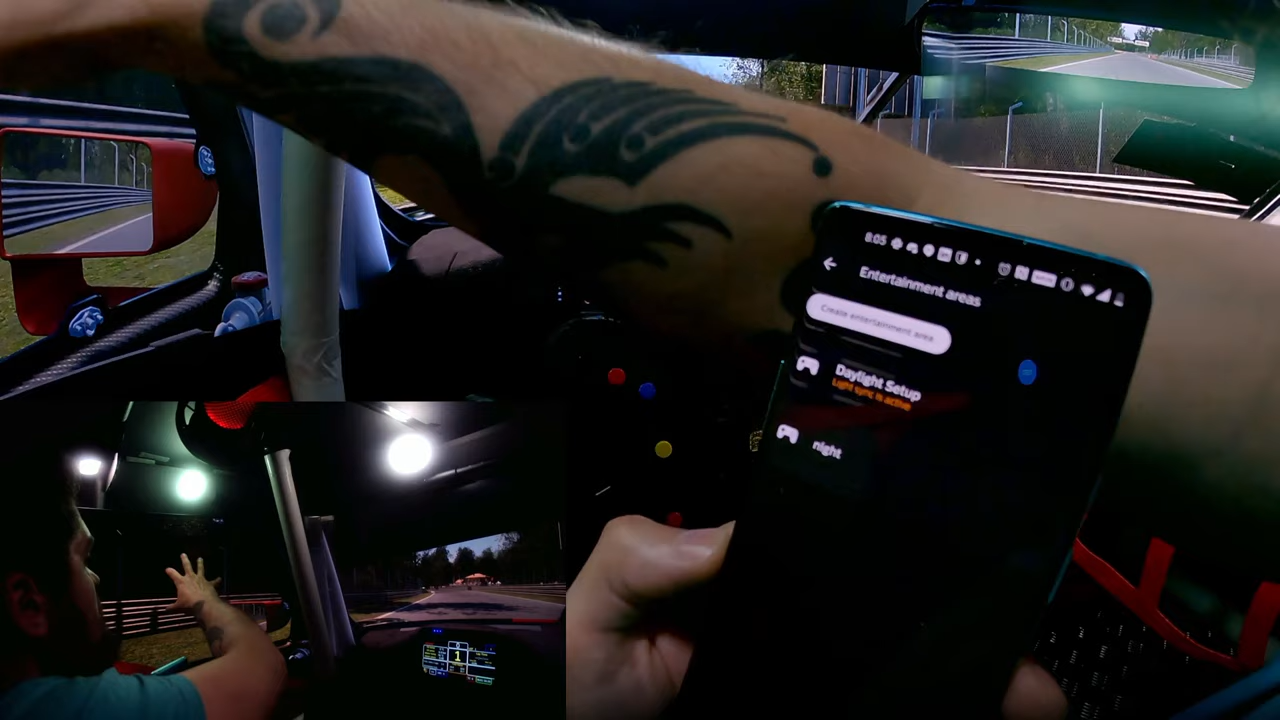 8:05
Entertainment areas
Create entertainment area
Daylight Setup
Light sync is active
night
1